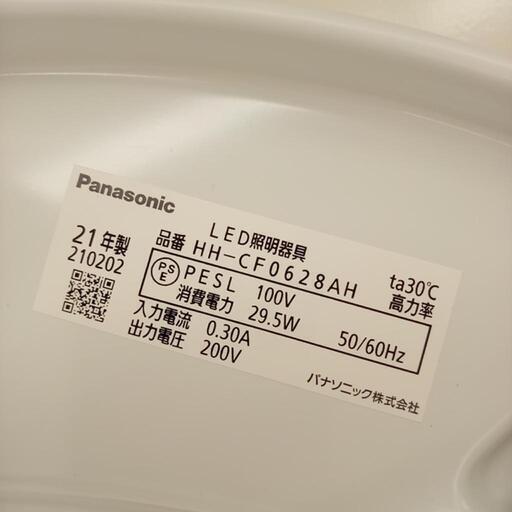 Panasonic
LED照明器具
21年製
品番 HH-CF0628AH
ta30℃
210202
高力率
PSE PESL 100V
消費電力 29.5W
50/60Hz
入力電流 0.30A
出力電圧 200V
パナソニック株式会社